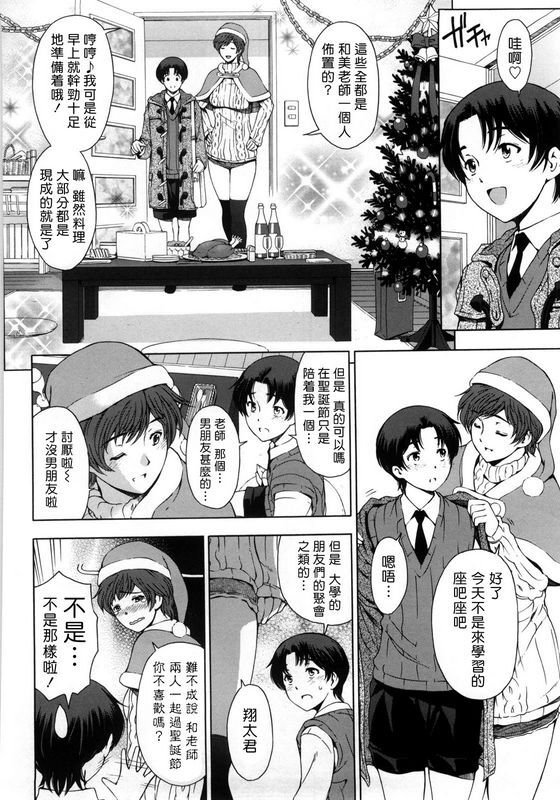 ガチャ
哇啊♡
這些全都是
和美老師一個人
佈置的？
哼哼♪我可是從
早上就幹勁十足
地準備着哦！
嘛 雖然料理
大部分都是
現成的就是了
好了
今天不是來學習的
座吧座吧
嗯唔…
但是 真的可以嗎
在聖誕節只是
陪着我一個…
老師 那個…
男朋友甚麼的…
討厭啦～
才沒男朋友啦
但是 大學的
朋友們的聚會
之類的…
翔太君
難不成說 和老師
兩人一起過聖誕節
你不喜歡嗎？
不是…
不是那樣啦！